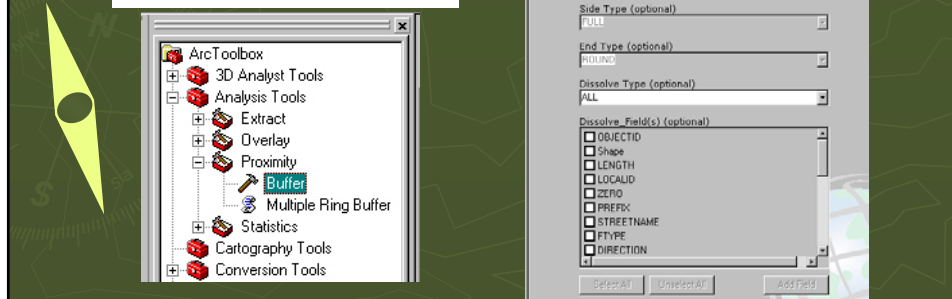 ArcToolbox
3D Analyst Tools
Analysis Tools
Extract
Overlay
Proximity
Buffer
Multiple Ring Buffer
Statistics
Cartography Tools
Conversion Tools
Side Type (optional)
FULL
End Type (optional)
ROUND
Dissolve Type (optional)
ALL
Dissolve_Field(s) (optional)
OBJECTID
Shape
LENGTH
LOCALID
ZERO
PREFIX
STREETNAME
FTYPE
DIRECTION
Select All
Unselect All
Add Field